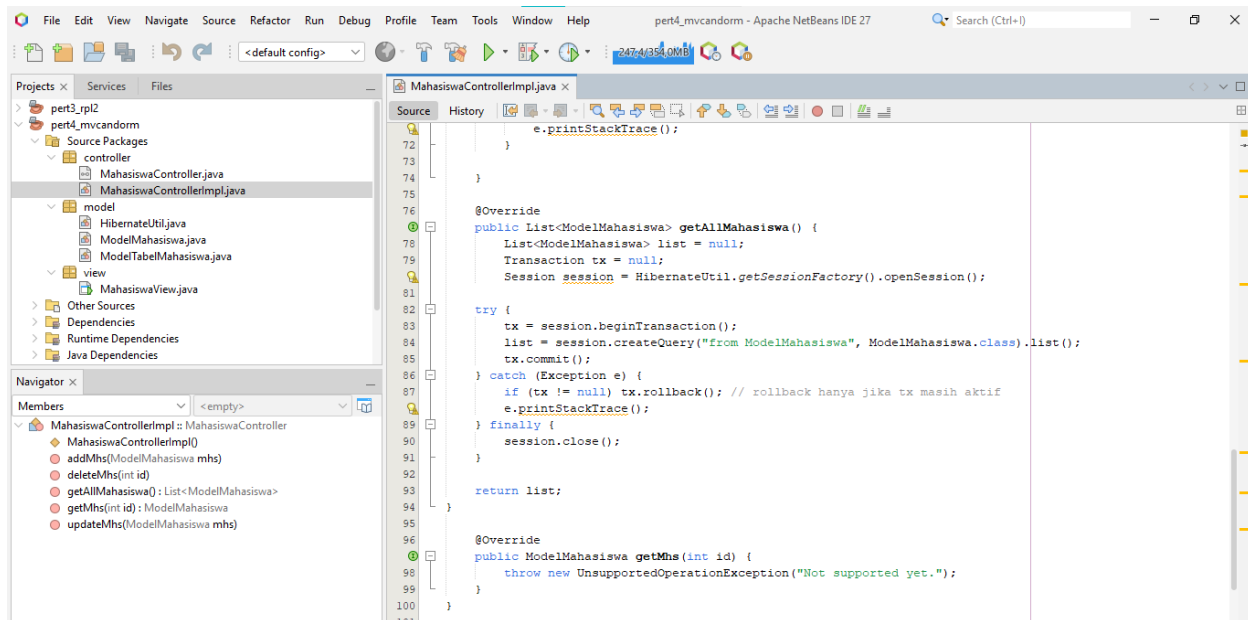 File Edit View Navigate Source Refactor Run Debug Profile Team Tools Window Help pert4_mvcandorm - Apache NetBeans IDE 27 Search (Ctrl+I)
<default config> 247,4/354,0MB
Projects Services Files
pert3_rpl2
pert4_mvcandorm
Source Packages
controller
MahasiswaController.java
MahasiswaControllerImpl.java
model
HibernateUtil.java
ModelMahasiswa.java
ModelTabelMahasiswa.java
view
MahasiswaView.java
Other Sources
Dependencies
Runtime Dependencies
Java Dependencies
Navigator
Members <empty>
MahasiswaControllerImpl :: MahasiswaController
MahasiswaControllerImpl()
addMhs(ModelMahasiswa mhs)
deleteMhs(int id)
getAllMahasiswa() : List<ModelMahasiswa>
getMhs(int id) : ModelMahasiswa
updateMhs(ModelMahasiswa mhs)
MahasiswaControllerImpl.java
Source History
e.printStackTrace();
72 }
73
74 }
75
76 @Override
public List<ModelMahasiswa> getAllMahasiswa() {
78 List<ModelMahasiswa> list = null;
79 Transaction tx = null;
Session session = HibernateUtil.getSessionFactory().openSession();
81
82 try {
83 tx = session.beginTransaction();
84 list = session.createQuery("from ModelMahasiswa", ModelMahasiswa.class).list();
85 tx.commit();
86 } catch (Exception e) {
87 if (tx != null) tx.rollback(); // rollback hanya jika tx masih aktif
e.printStackTrace();
89 } finally {
90 session.close();
91 }
92
93 return list;
94 }
95
96 @Override
public ModelMahasiswa getMhs(int id) {
98 throw new UnsupportedOperationException("Not supported yet.");
99 }
100 }